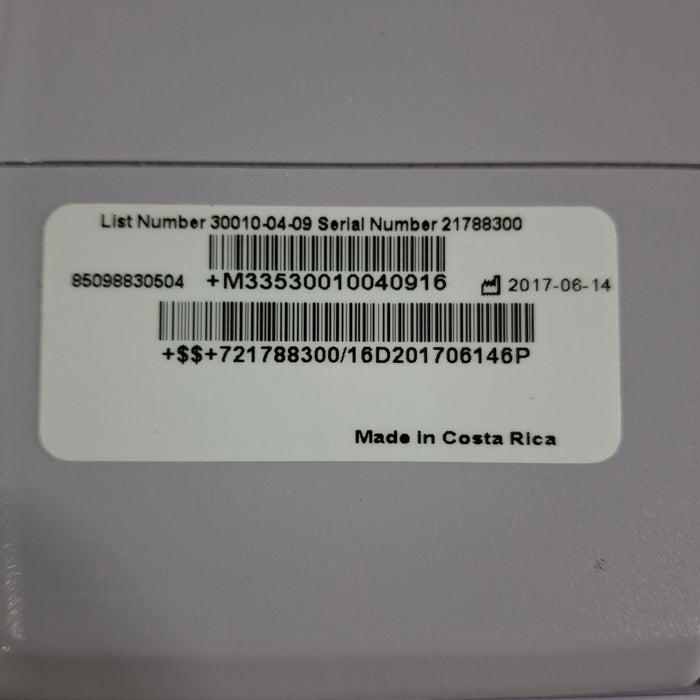 List Number 30010-04-09 Serial Number 21788300
85098830504 +M33530010040916 2017-06-14
+$$+721788300/16D201706146P
Made in Costa Rica